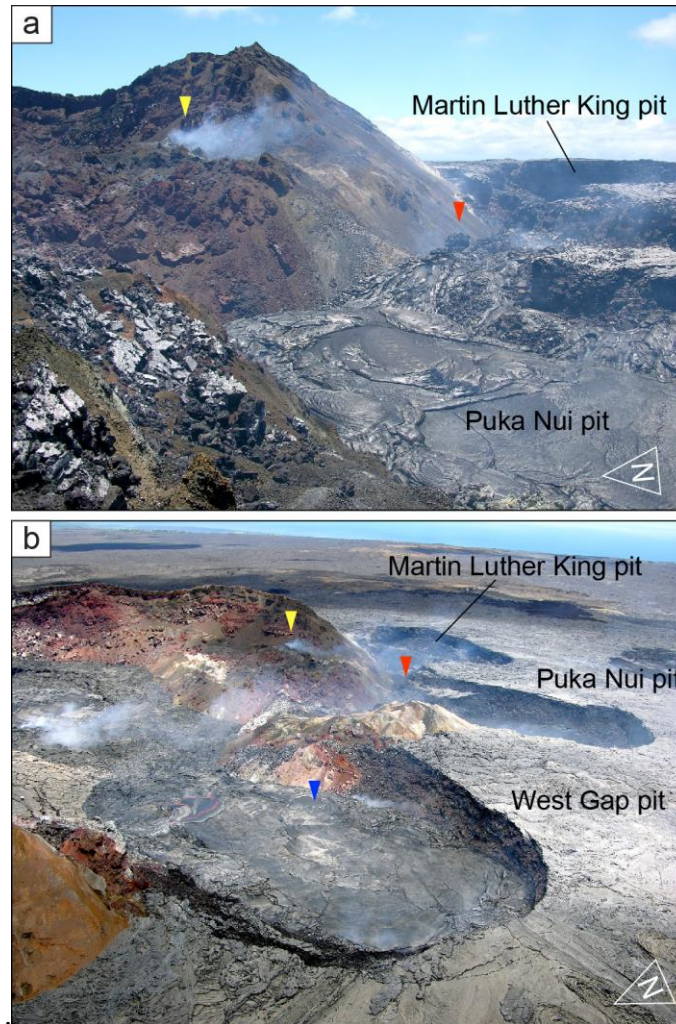 a
Martin Luther King pit
Puka Nui pit
N
b
Martin Luther King pit
Puka Nui pit
West Gap pit
N